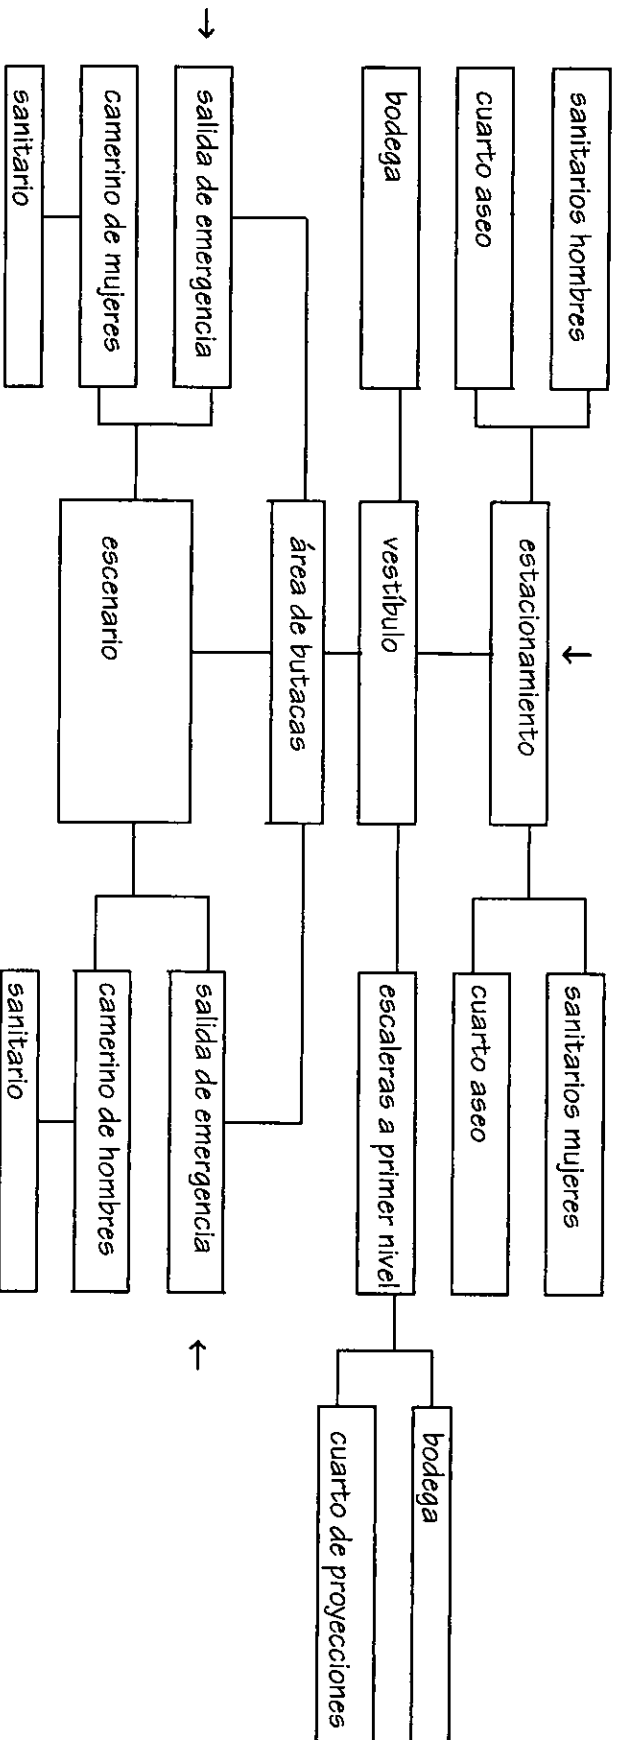 sanitarios hombres
estacionamiento
sanitarios mujeres
cuarto aseo
cuarto aseo
bodega
vestíbulo
escaleras a primer nivel
bodega
cuarto de proyecciones
área de butacas
salida de emergencia
salida de emergencia
camerino de mujeres
escenario
camerino de hombres
sanitario
sanitario